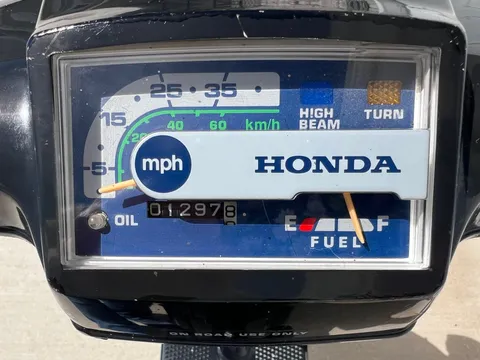 25 35
15 HIGH TURN
20 40 60 km/h BEAM
5 mph HONDA
OIL 012978 E F
FUEL
ON ROAD USE ONLY